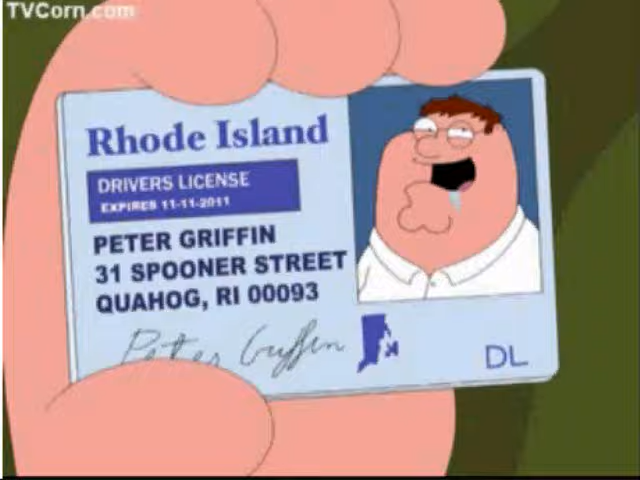 TVCorn.com
Rhode Island
DRIVERS LICENSE
EXPIRES 11-11-2011
PETER GRIFFIN
31 SPOONER STREET
QUAHOG, RI 00093
Peter Griffin
DL